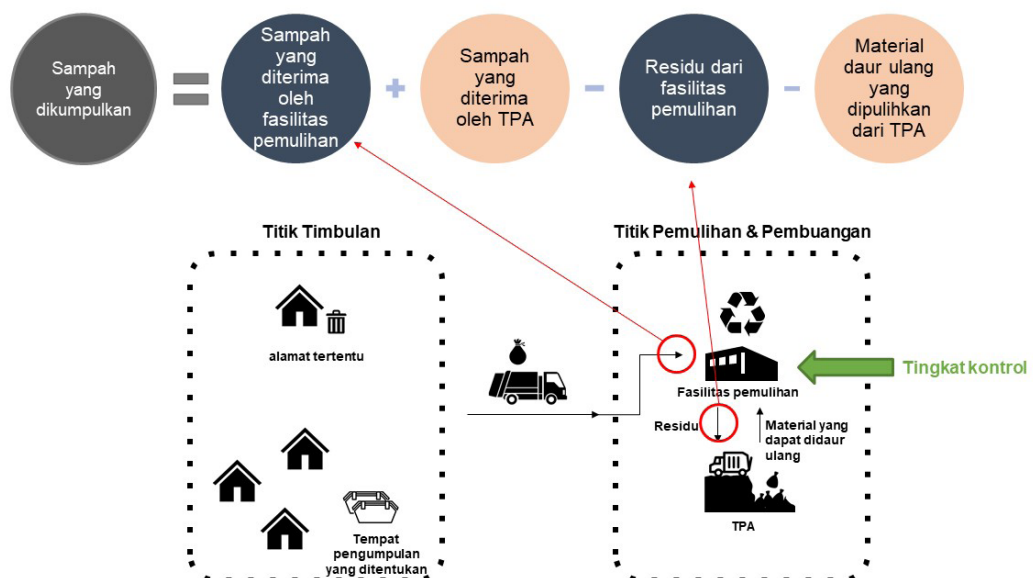 Sampah
yang
dikumpulkan
=
Sampah
yang
diterima
oleh
fasilitas
pemulihan
+
Sampah
yang
diterima
oleh TPA
-
Residu dari
fasilitas
pemulihan
-
Material
daur ulang
yang
dipulihkan
dari TPA
Titik Timbulan
alamat tertentu
Tempat
pengumpulan
yang ditentukan
Titik Pemulihan & Pembuangan
Fasilitas pemulihan
Tingkat kontrol
Residu
Material yang
dapat didaur
ulang
TPA